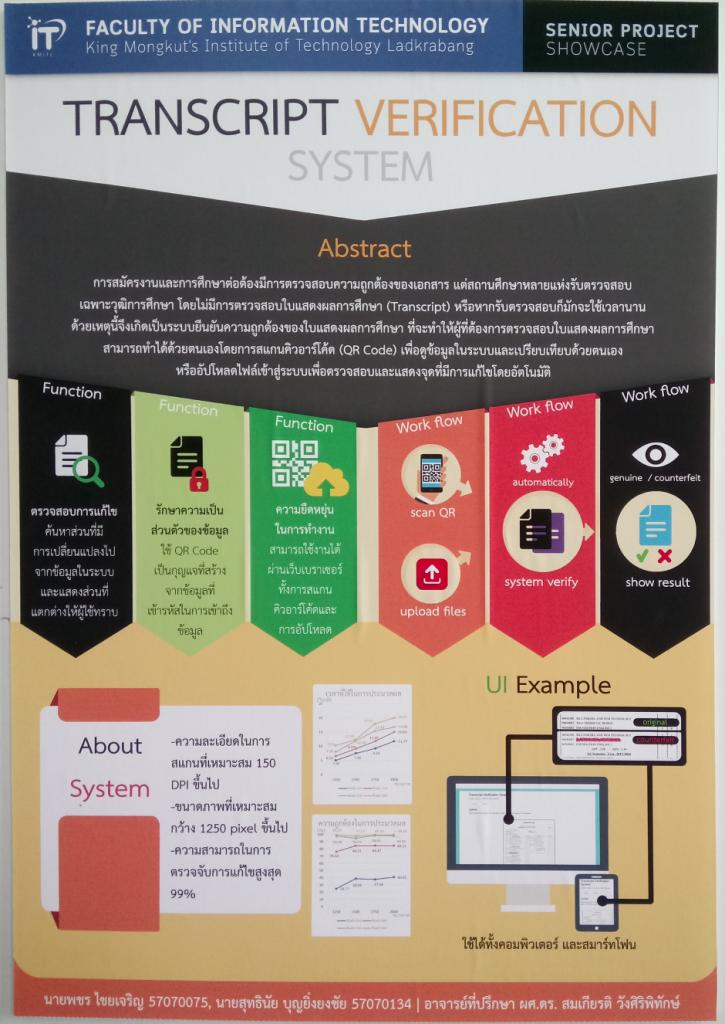 iT
KMITL
FACULTY OF INFORMATION TECHNOLOGY
King Mongkut's Institute of Technology Ladkrabang
SENIOR PROJECT
SHOWCASE
TRANSCRIPT VERIFICATION
SYSTEM
Abstract
การสมัครงานและการศึกษาต่อต้องมีการตรวจสอบความถูกต้องของเอกสาร แต่สถานศึกษาหลายแห่งรับตรวจสอบ
เฉพาะวุฒิการศึกษา โดยไม่มีการตรวจสอบใบแสดงผลการศึกษา (Transcript) หรือหากรับตรวจสอบก็มักจะใช้เวลานาน
ด้วยเหตุนี้จึงเกิดเป็นระบบยืนยันความถูกต้องของใบแสดงผลการศึกษา ที่จะทำให้ผู้ที่ต้องการตรวจสอบใบแสดงผลการศึกษา
สามารถทำได้ด้วยตนเองโดยการสแกนคิวอาร์โค้ด (QR Code) เพื่อดูข้อมูลในระบบและเปรียบเทียบด้วยตนเอง
หรืออัปโหลดไฟล์เข้าสู่ระบบเพื่อตรวจสอบและแสดงจุดที่มีการแก้ไขโดยอัตโนมัติ
Function
ตรวจสอบการแก้ไข
ค้นหาส่วนที่มี
การเปลี่ยนแปลงไป
จากข้อมูลในระบบ
และแสดงส่วนที่
แตกต่างให้ผู้ใช้ทราบ
Function
รักษาความเป็น
ส่วนตัวของข้อมูล
ใช้ QR Code
เป็นกุญแจที่สร้าง
จากข้อมูลที่
เข้ารหัสในการเข้าถึง
ข้อมูล
Function
ความยืดหยุ่น
ในการทำงาน
สามารถใช้งานได้
ผ่านเว็บเบราเซอร์
ทั้งการสแกน
คิวอาร์โค้ดและ
การอัปโหลด
Work flow
scan QR
upload files
Work flow
automatically
system verify
Work flow
genuine / counterfeit
show result
About
System
-ความละเอียดในการ
สแกนที่เหมาะสม 150
DPI ขึ้นไป
-ขนาดภาพที่เหมาะสม
กว้าง 1250 pixel ขึ้นไป
-ความสามารถในการ
ตรวจจับการแก้ไขสูงสุด
99%
เวลาที่ใช้ในการประมวลผล
ความถูกต้องในการประมวลผล
UI Example
original
counterfeit
ใช้ได้ทั้งคอมพิวเตอร์ และสมาร์ทโฟน
นายพชร ไชยเจริญ 57070075, นายสุทธินัย บุญยิ่งยงชัย 57070134 | อาจารย์ที่ปรึกษา ผศ.ดร. สมเกียรติ วังศิริพิทักษ์